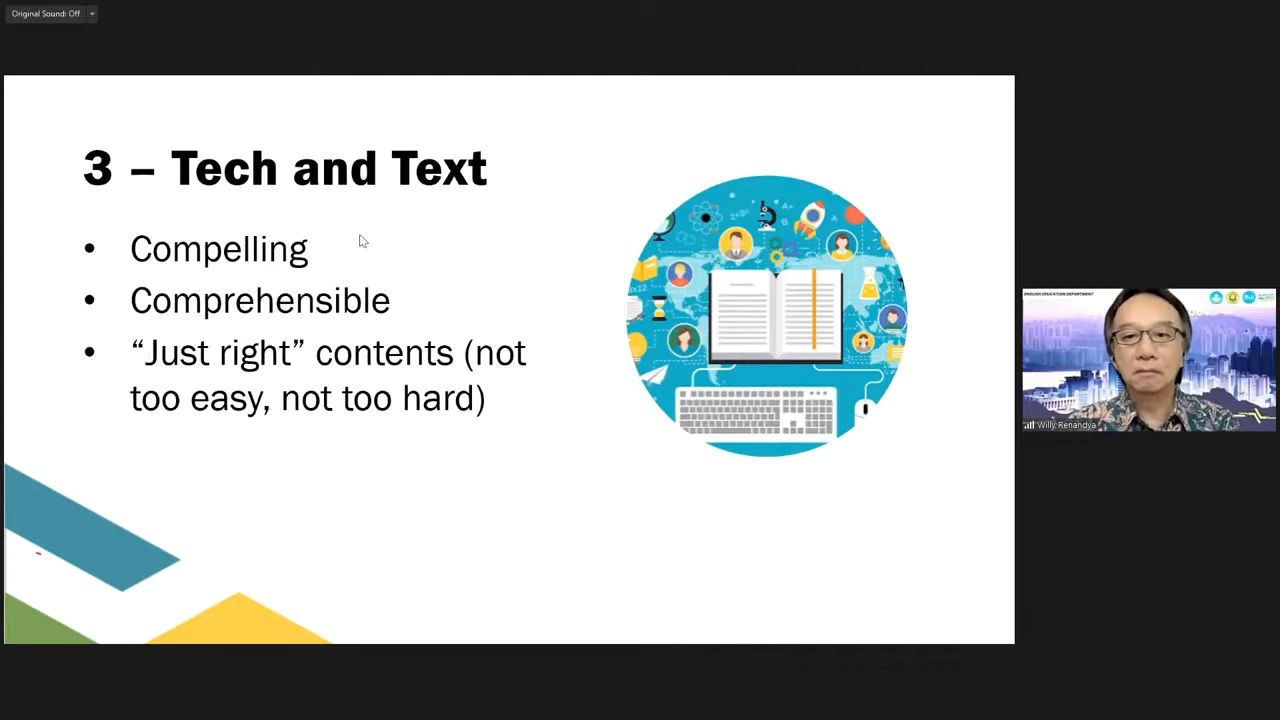 Original Sound: Off
3 – Tech and Text
• Compelling
• Comprehensible
• “Just right” contents (not
too easy, not too hard)
ENGLISH EDUCATION DEPARTMENT
Willy Renandya